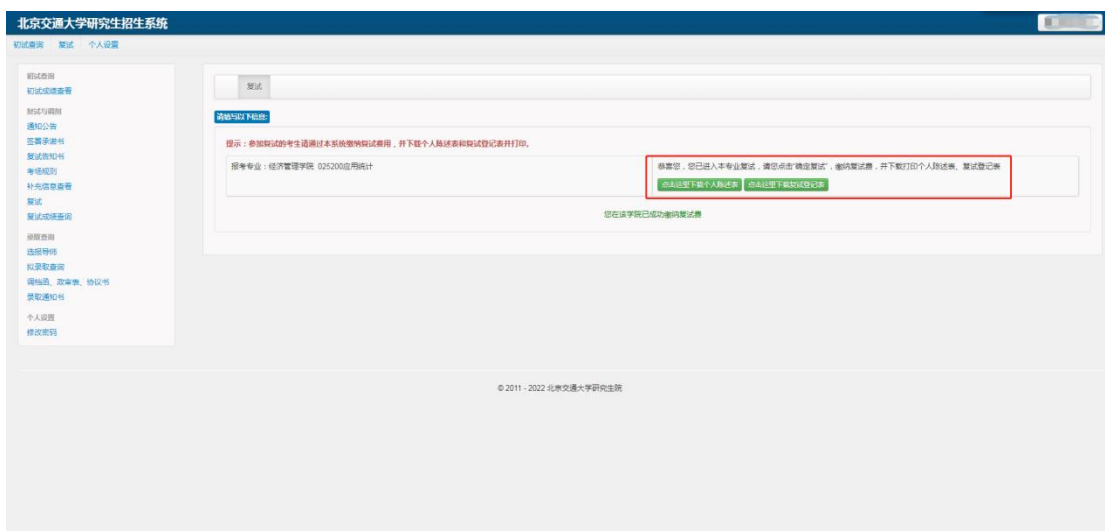 北京交通大学研究生招生系统
初试查询 复试 个人设置
初试查询
初试成绩查看
复试与调剂
通知公告
签署承诺书
复试告知书
考场规则
补充信息查看
复试
复试成绩查询
录取查询
选报导师
拟录取查询
调档函、政审表、协议书
录取通知书
个人设置
修改密码
复试
请填写以下信息:
提示：参加复试的考生请通过本系统缴纳复试费用，并下载个人陈述表和复试登记表并打印。
报考专业：经济管理学院 025200应用统计
恭喜您，您已进入本专业复试，请您点击"确定复试"，缴纳复试费，并下载打印个人陈述表、复试登记表
点击这里下载个人陈述表 点击这里下载复试登记表
您在该学院已成功缴纳复试费
© 2011 - 2022 北京交通大学研究生院